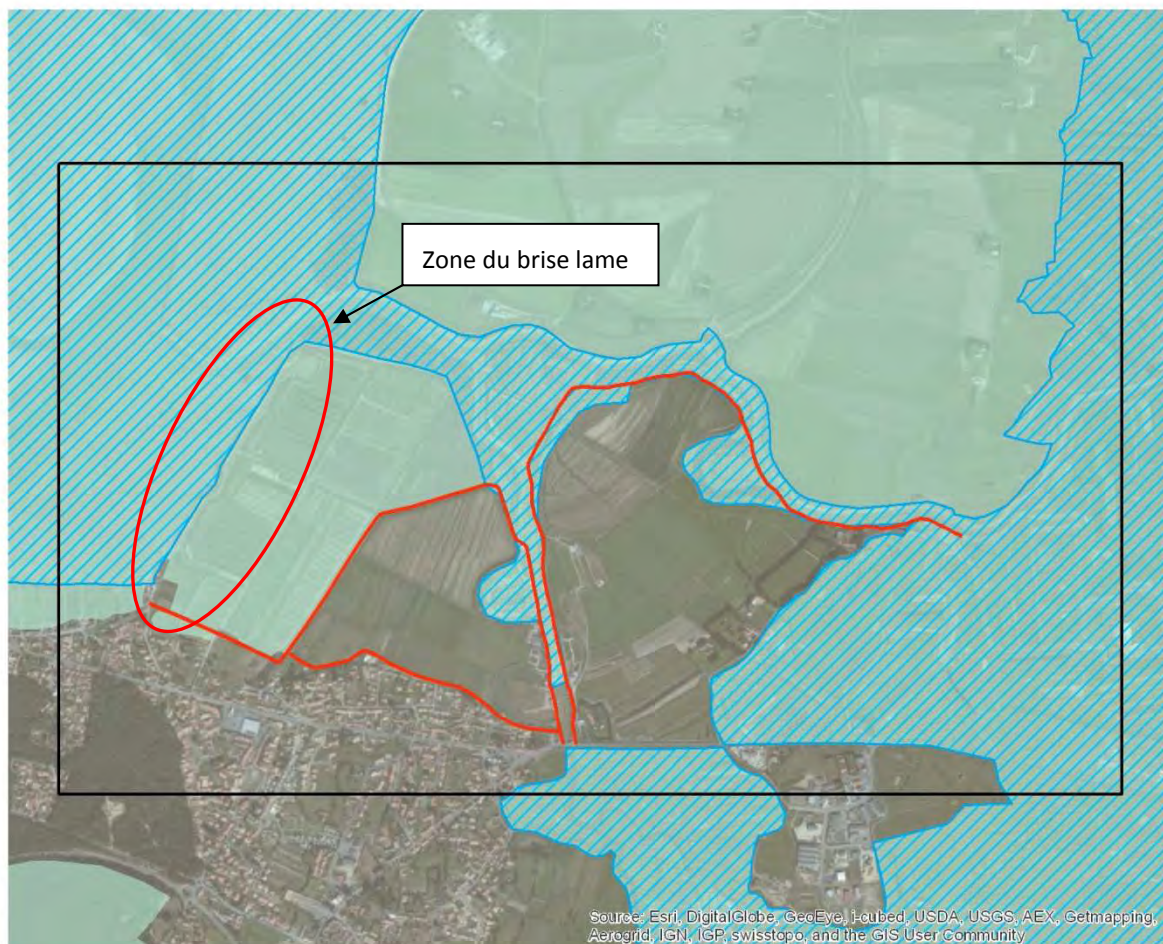 Zone du brise lame
Source: Esri, DigitalGlobe, GeoEye, i-cubed, USDA, USGS, AEX, Getmapping,
Aerogrid, IGN, IGP, swisstopo, and the GIS User Community